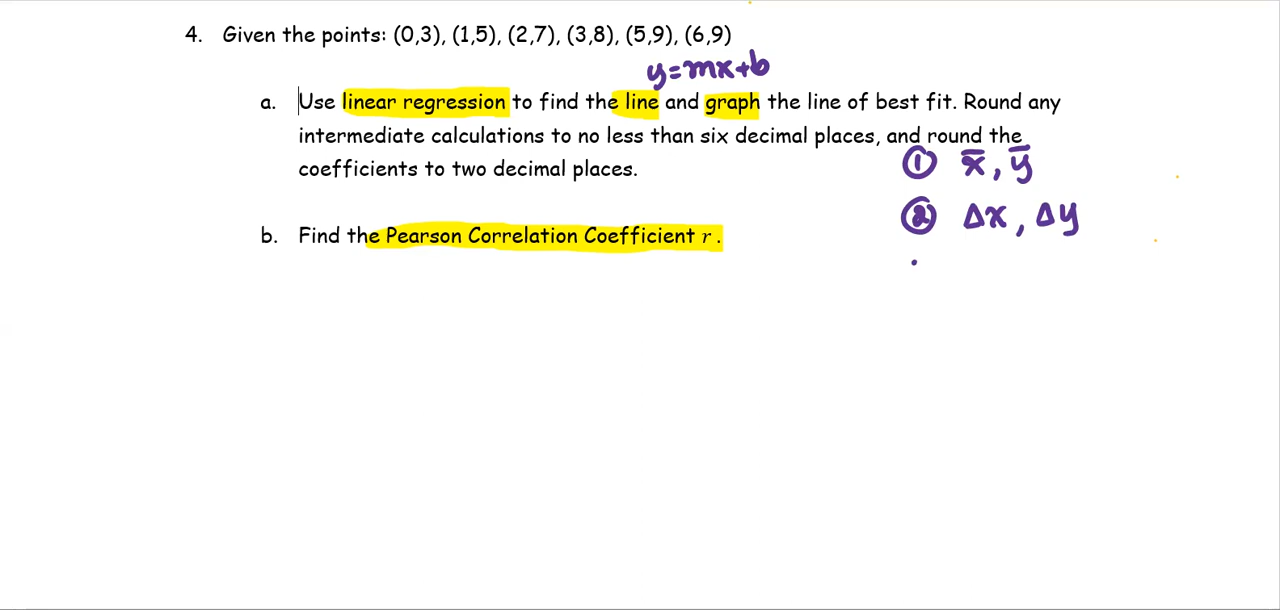 4. Given the points: (0,3), (1,5), (2,7), (3,8), (5,9), (6,9)
y=mx+b
a. Use linear regression to find the line and graph the line of best fit. Round any
intermediate calculations to no less than six decimal places, and round the
coefficients to two decimal places.
① x̄, ȳ
② Δx, Δy
b. Find the Pearson Correlation Coefficient r.